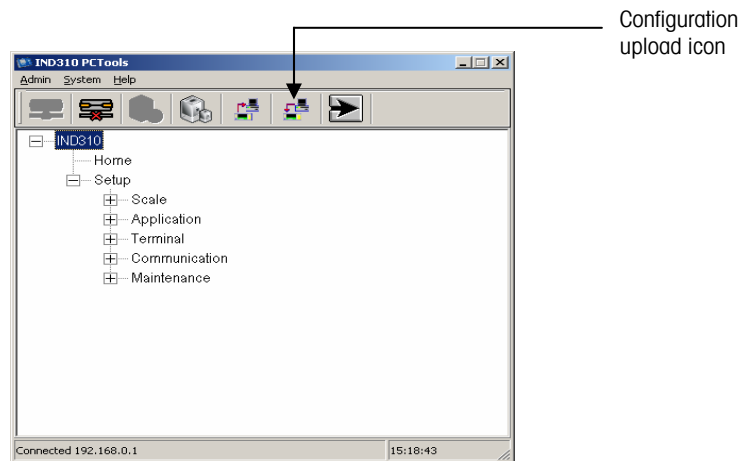 Configuration
upload icon
IND310 PCTools
Admin System Help
IND310
Home
Setup
Scale
Application
Terminal
Communication
Maintenance
Connected 192.168.0.1 15:18:43